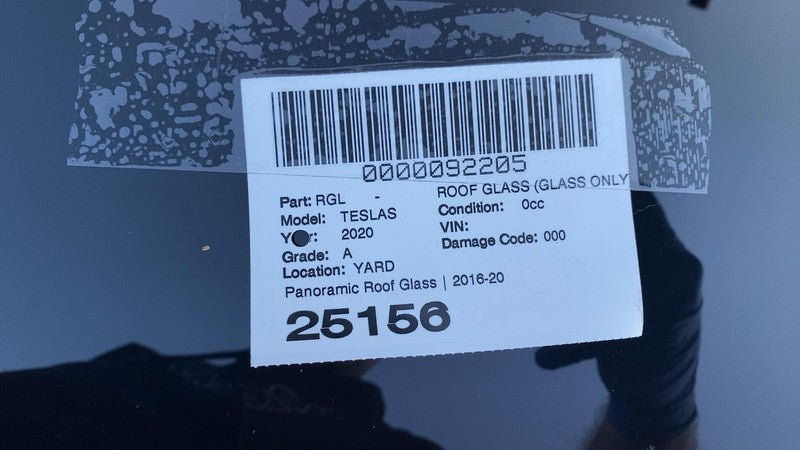 0000092205
Part: RGL - ROOF GLASS (GLASS ONLY
Model: TESLAS Condition: 0cc
Year: 2020 VIN:
Grade: A Damage Code: 000
Location: YARD
Panoramic Roof Glass | 2016-20
25156